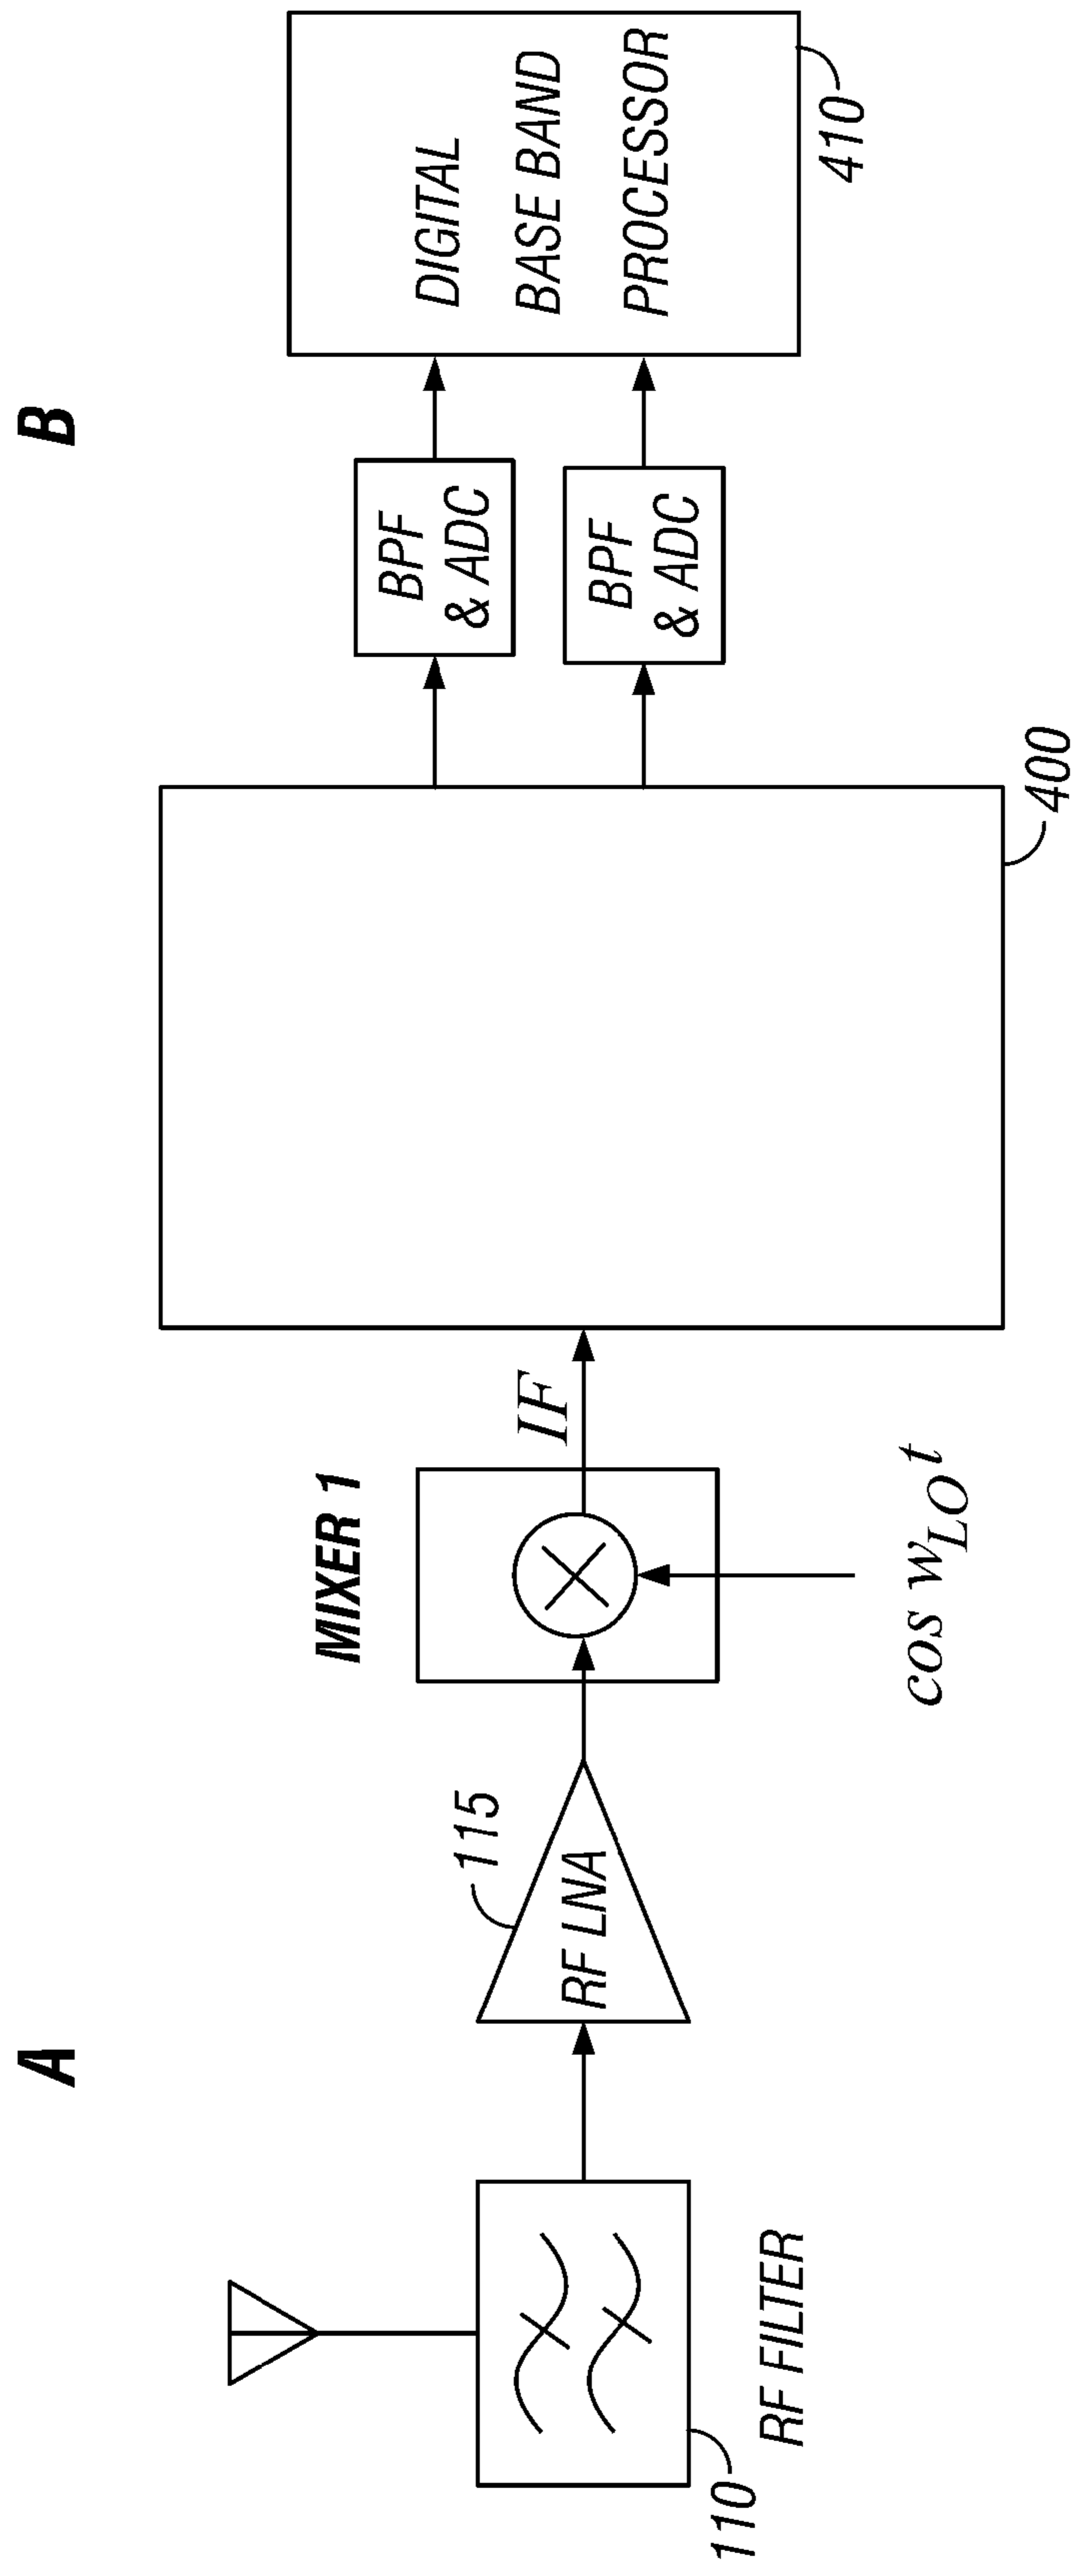 A
B
RF FILTER
110
RF LNA
115
MIXER 1
cos w_LO t
IF
400
BPF
& ADC
BPF
& ADC
DIGITAL
BASE BAND
PROCESSOR
410